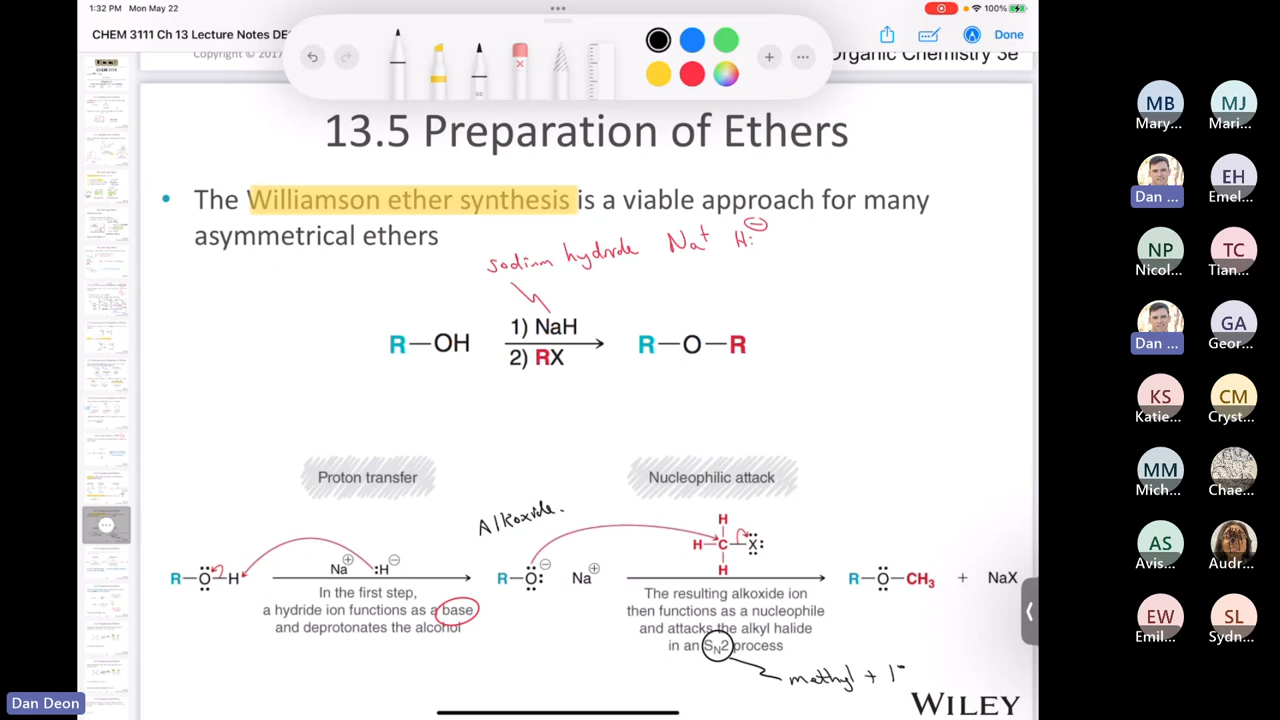 1:32 PM Mon May 22
100%
CHEM 3111 Ch 13 Lecture Notes DE
Done
Copyright © 2017
Organic Chemistry 3e
13.5 Preparation of Ethers
• The Williamson ether synthesis is a viable approach for many
asymmetrical ethers
sodium hydride Na⁺ H:⊖
R—OH
1) NaH
2) RX
R—O—R
Proton transfer
Nucleophilic attack
Alkoxide.
H
H—C—X:
H
R—O—H
Na⊕ :H⊖
R—O:⊖ Na⊕
R—O—CH₃ + NaX
In the first step,
a hydride ion functions as a base
and deprotonates the alcohol
The resulting alkoxide ion
then functions as a nucleophile
and attacks the alkyl halide
in an SN2 process
methyl + 1°
WILEY
Dan Deon
MB
Mary...
MJ
Mari...
Dan ...
EH
Emel...
NP
Nicol...
TC
Tian...
Dan ...
GA
Geor...
KS
Katie...
CM
Cryst...
MM
Mich...
Chae...
AS
Avis...
Audr...
EW
Emil...
SL
Sydn...